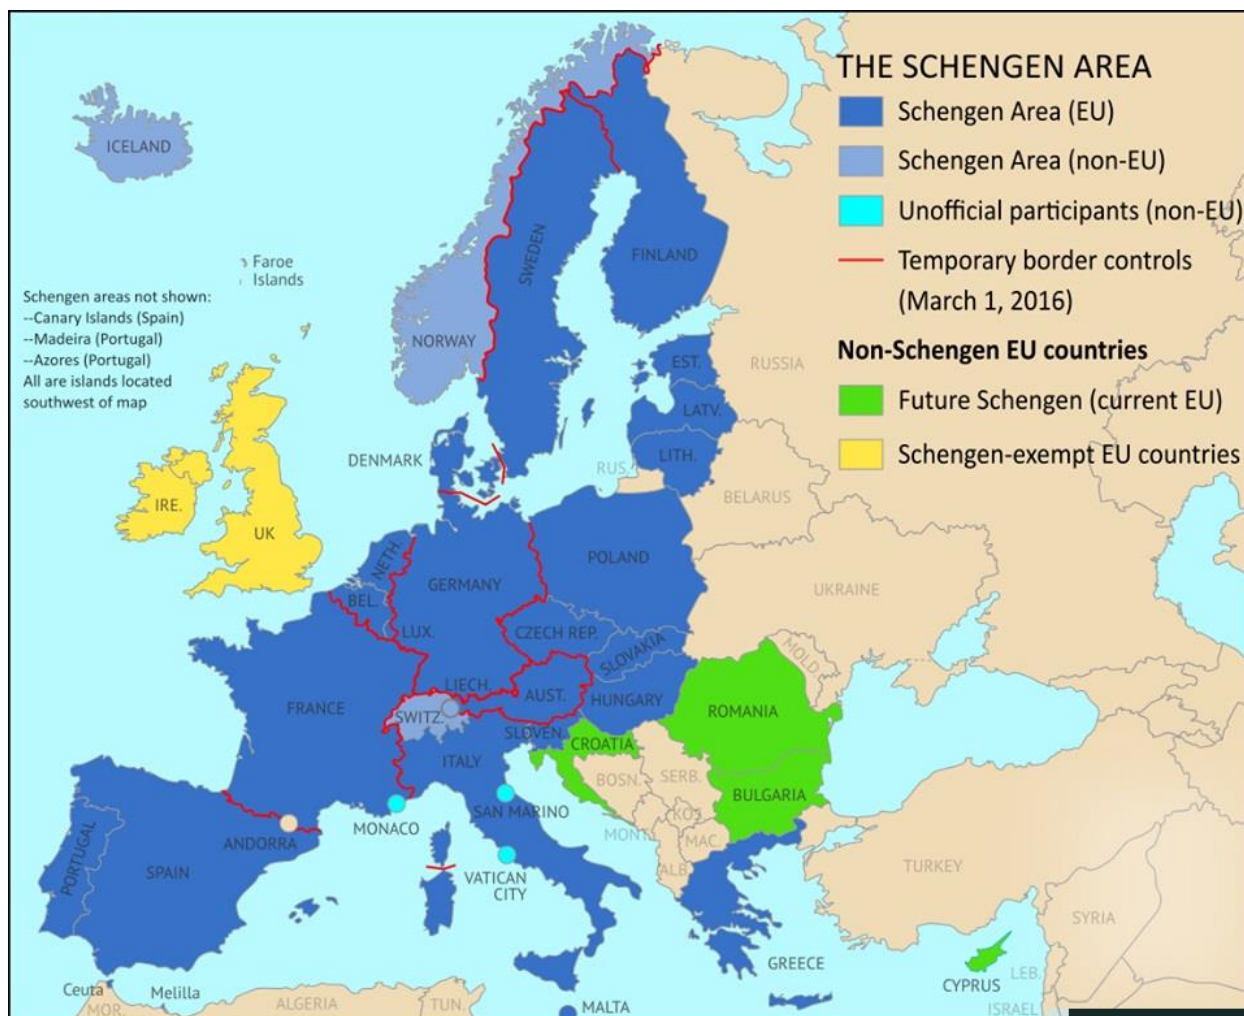 THE SCHENGEN AREA
Schengen Area (EU)
Schengen Area (non-EU)
Unofficial participants (non-EU)
Temporary border controls
(March 1, 2016)
Non-Schengen EU countries
Future Schengen (current EU)
Schengen-exempt EU countries
ICELAND
Faroe
Islands
Schengen areas not shown:
--Canary Islands (Spain)
--Madeira (Portugal)
--Azores (Portugal)
All are islands located
southwest of map
SWEDEN
FINLAND
NORWAY
RUSSIA
EST.
LATV.
DENMARK
LITH.
RUS.
BELARUS
IRE.
UK
NETH.
POLAND
GERMANY
UKRAINE
BEL.
LUX.
CZECH REP.
SLOVAKIA
MOLD.
LIECH.
AUST.
HUNGARY
FRANCE
SWITZ.
ROMANIA
SLOVEN.
CROATIA
ITALY
BOSN.
SERB.
BULGARIA
SAN MARINO
KOS.
MONACO
MONT.
MAC.
ANDORRA
PORTUGAL
SPAIN
VATICAN
CITY
ALB.
TURKEY
SYRIA
GREECE
CYPRUS
LEB.
Ceuta
Melilla
MOR.
ALGERIA
TUN.
MALTA
ISRAEL